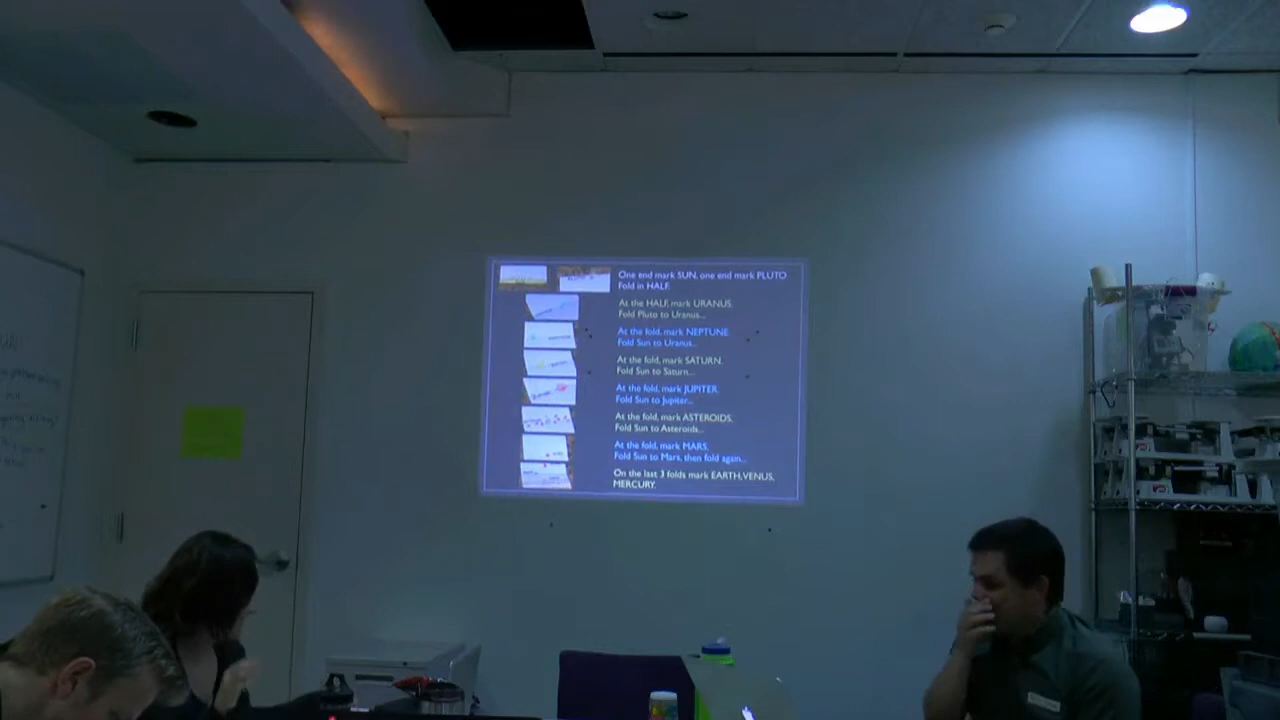 One end mark SUN, one end mark PLUTO
Fold in HALF.
At the HALF, mark URANUS.
Fold Pluto to Uranus...
At the fold, mark NEPTUNE
Fold Sun to Uranus...
At the fold, mark SATURN.
Fold Sun to Saturn...
At the fold, mark JUPITER.
Fold Sun to Jupiter...
At the fold, mark ASTEROIDS.
Fold Sun to Asteroids...
At the fold, mark MARS.
Fold Sun to Mars, then fold again...
On the last 3 folds mark EARTH, VENUS,
MERCURY.